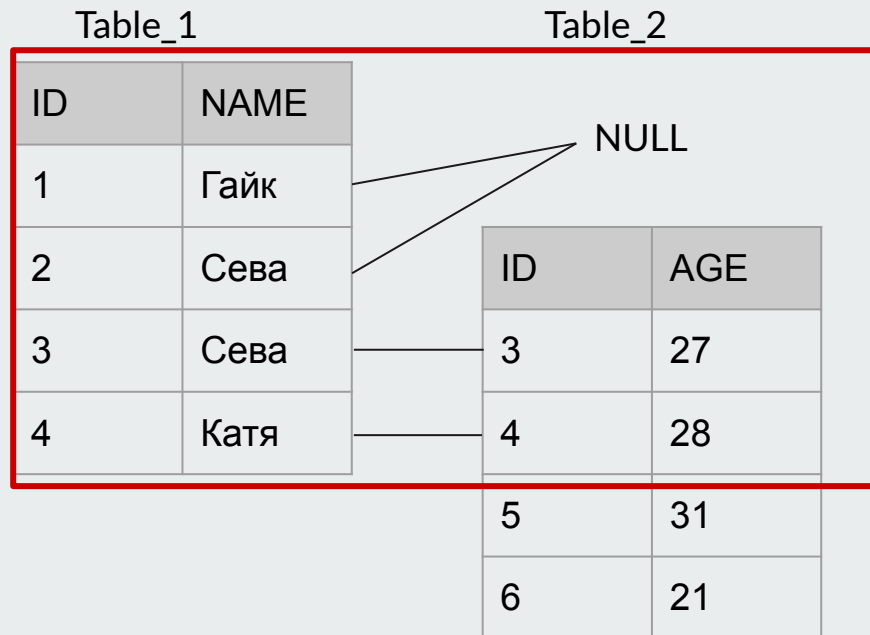 Table_1 Table_2
ID NAME
NULL
1 Гайк
2 Сева ID AGE
3 Сева 3 27
4 Катя 4 28
5 31
6 21